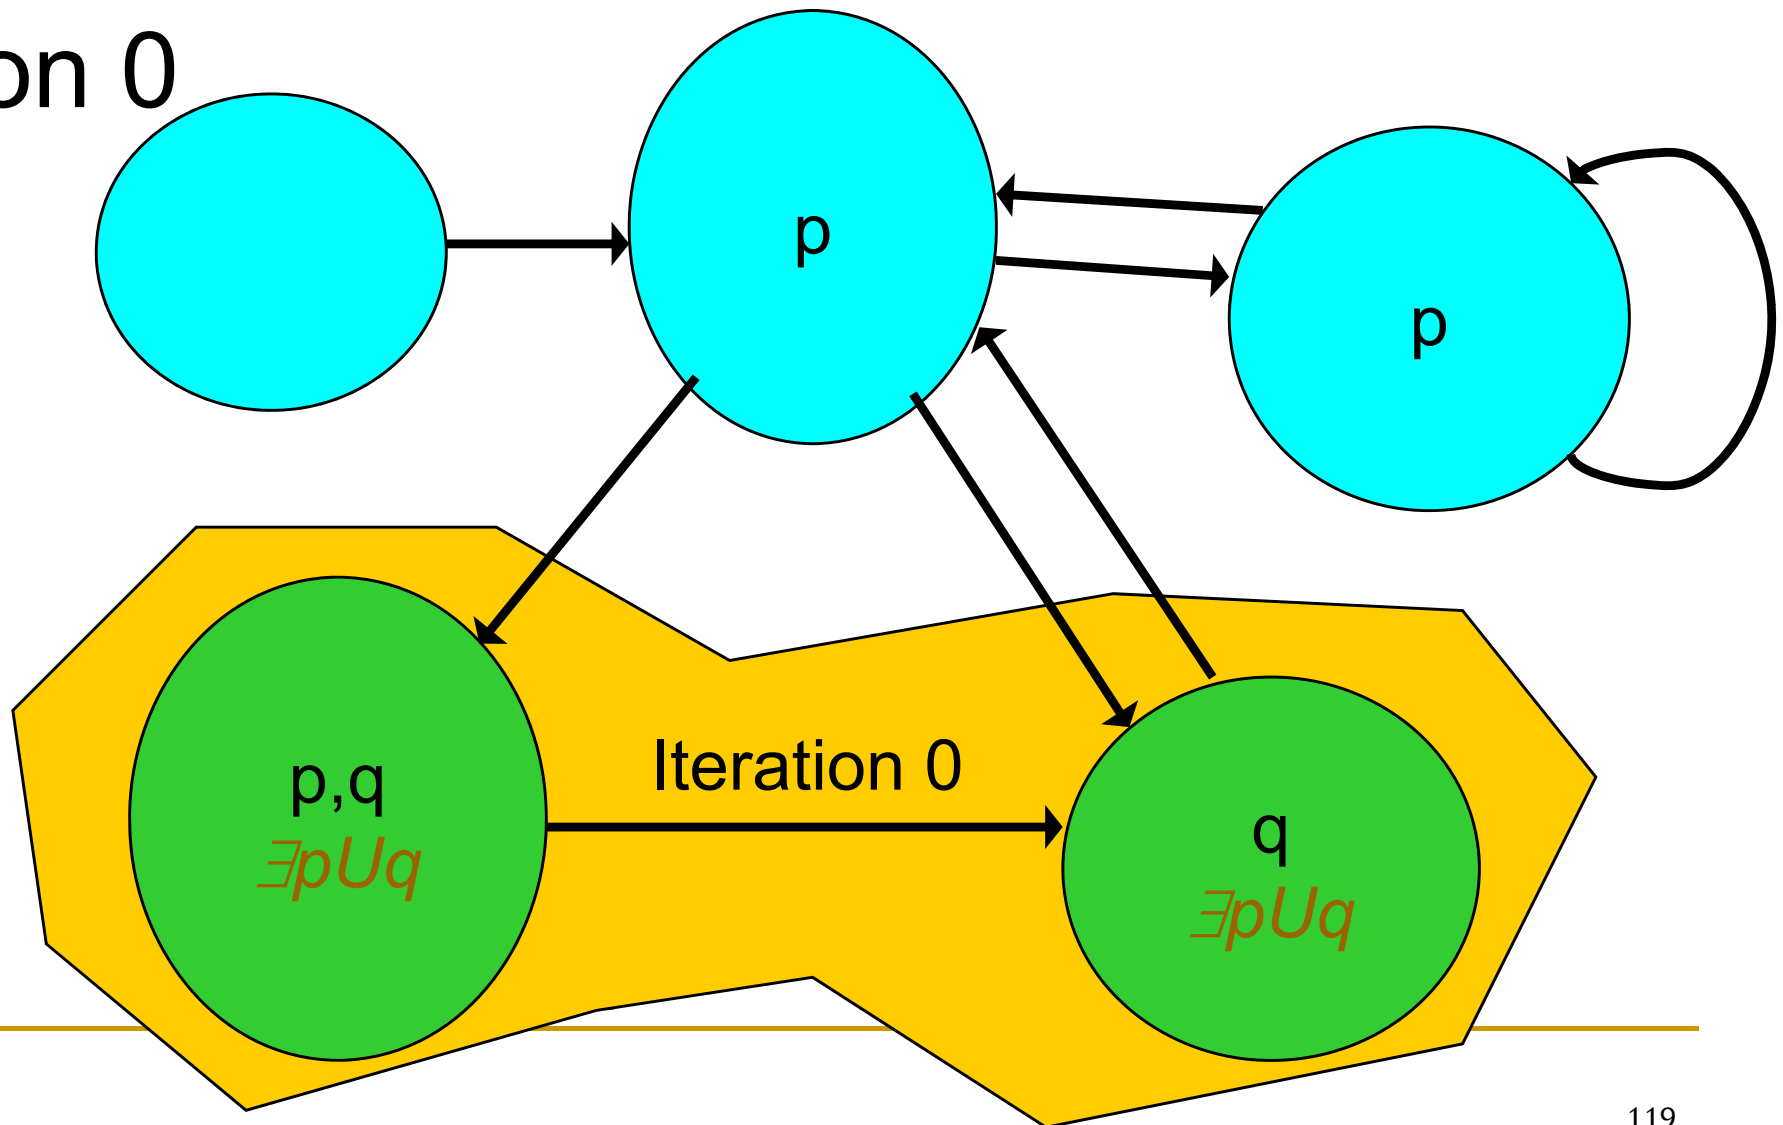 on 0
p
p
Iteration 0
p,q
∃pUq
q
∃pUq
119